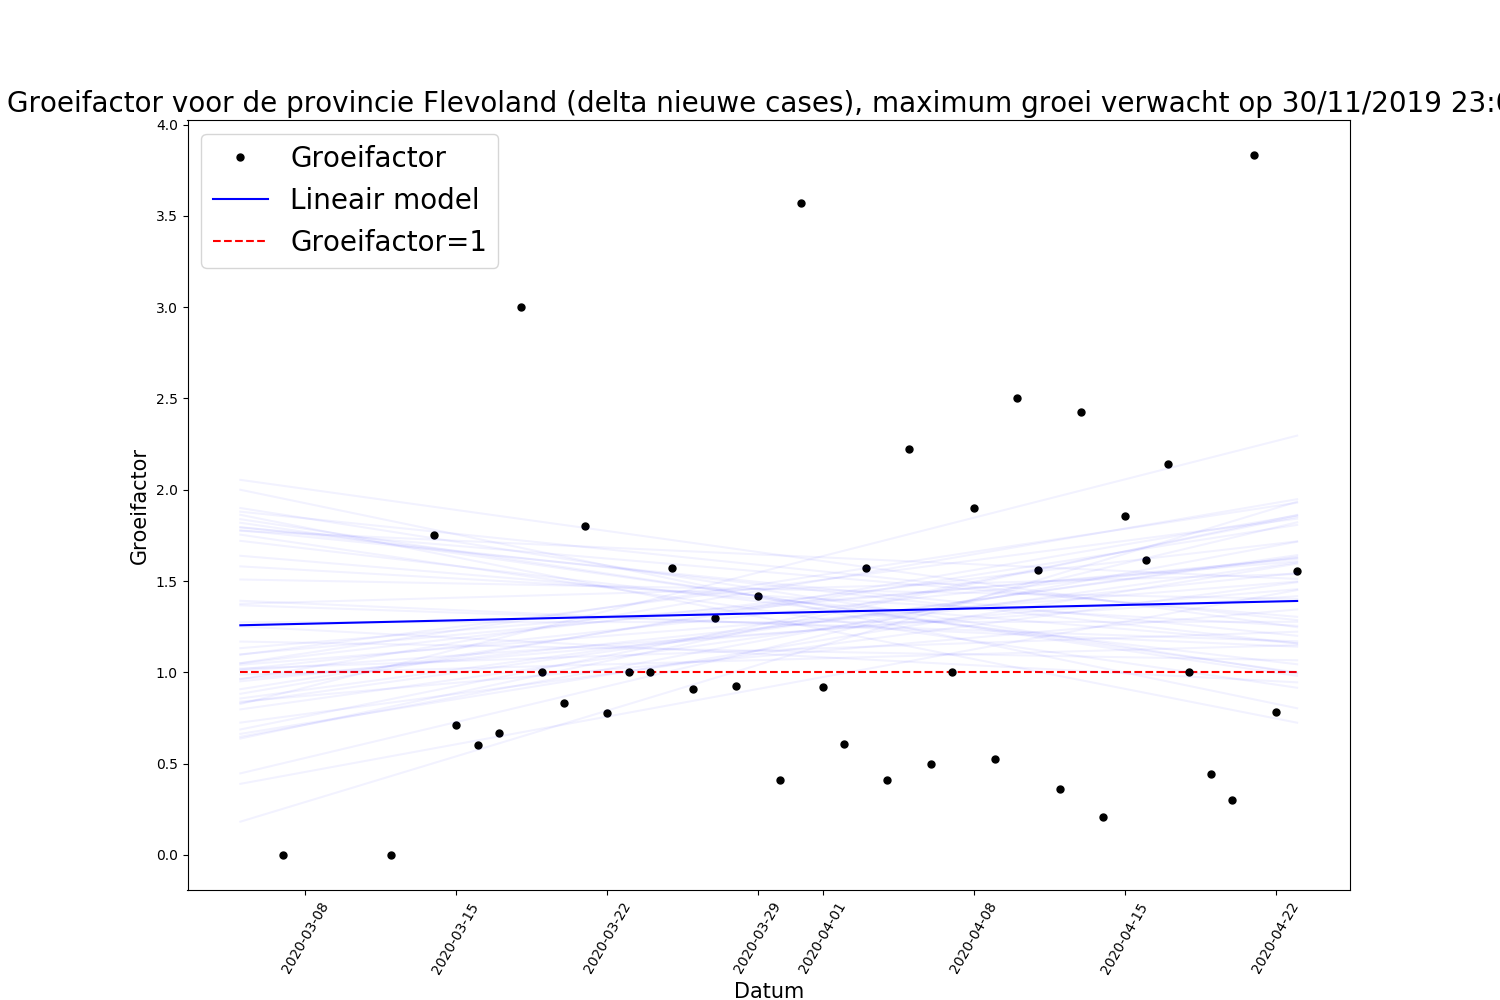 Groeifactor voor de provincie Flevoland (delta nieuwe cases), maximum groei verwacht op 30/11/2019 23:
Groeifactor
Lineair model
Groeifactor=1
4.0
3.5
3.0
2.5
2.0
1.5
1.0
0.5
0.0
Groeifactor
2020-03-08
2020-03-15
2020-03-22
2020-03-29
2020-04-01
2020-04-08
2020-04-15
2020-04-22
Datum